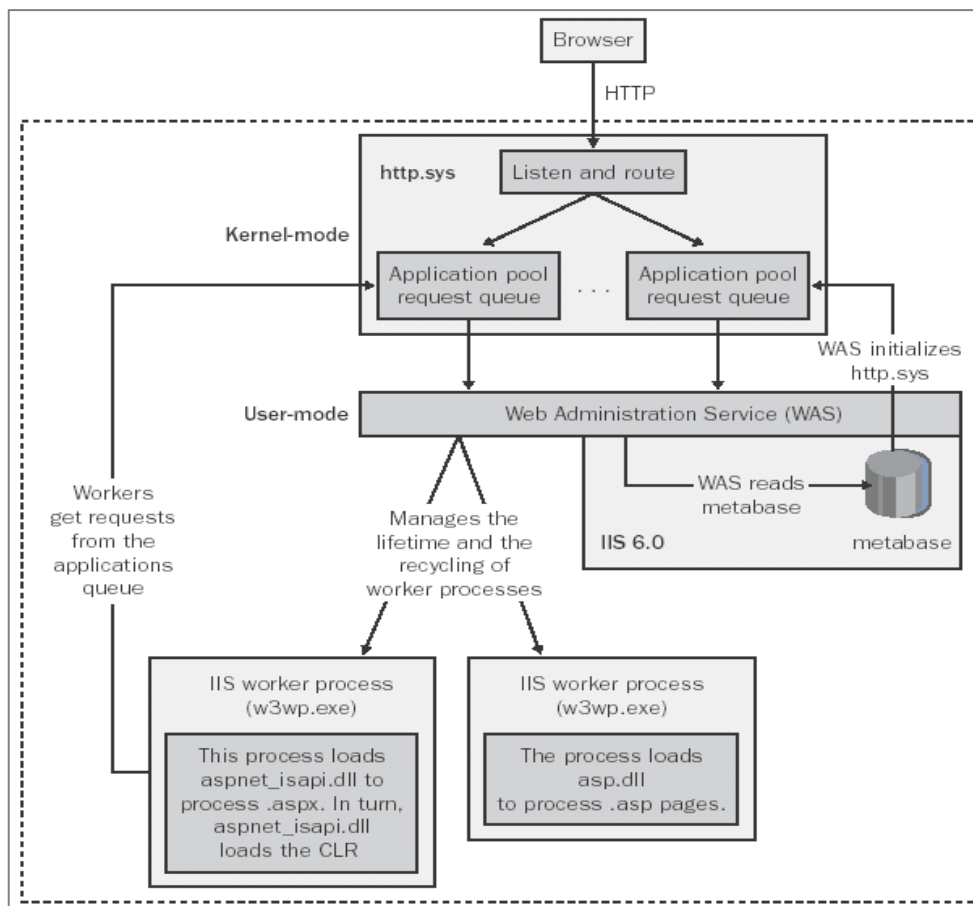 Browser
HTTP
http.sys
Listen and route
Kernel-mode
Application pool
request queue
. . .
Application pool
request queue
WAS initializes
http.sys
User-mode
Web Administration Service (WAS)
WAS reads
metabase
IIS 6.0
metabase
Workers
get requests
from the
applications
queue
Manages the
lifetime and the
recycling of
worker processes
IIS worker process
(w3wp.exe)
This process loads
aspnet_isapi.dll to
process .aspx. In turn,
aspnet_isapi.dll
loads the CLR
IIS worker process
(w3wp.exe)
The process loads
asp.dll
to process .asp pages.